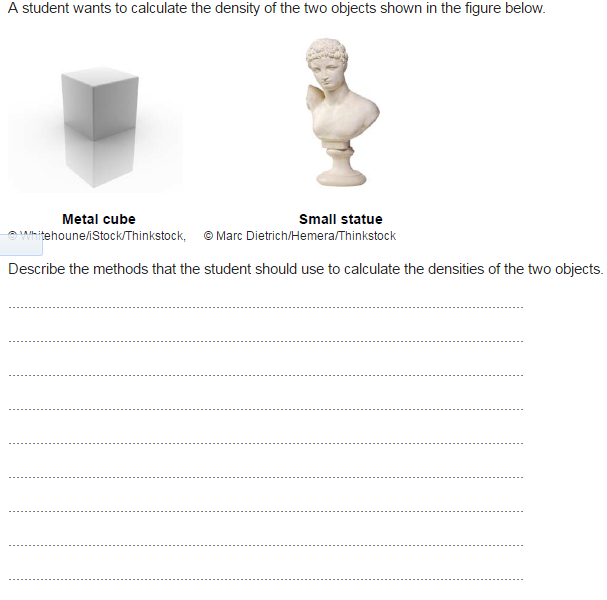 A student wants to calculate the density of the two objects shown in the figure below.
Metal cube
Small statue
© Whitehoune/iStock/Thinkstock, © Marc Dietrich/Hemera/Thinkstock
Describe the methods that the student should use to calculate the densities of the two objects.